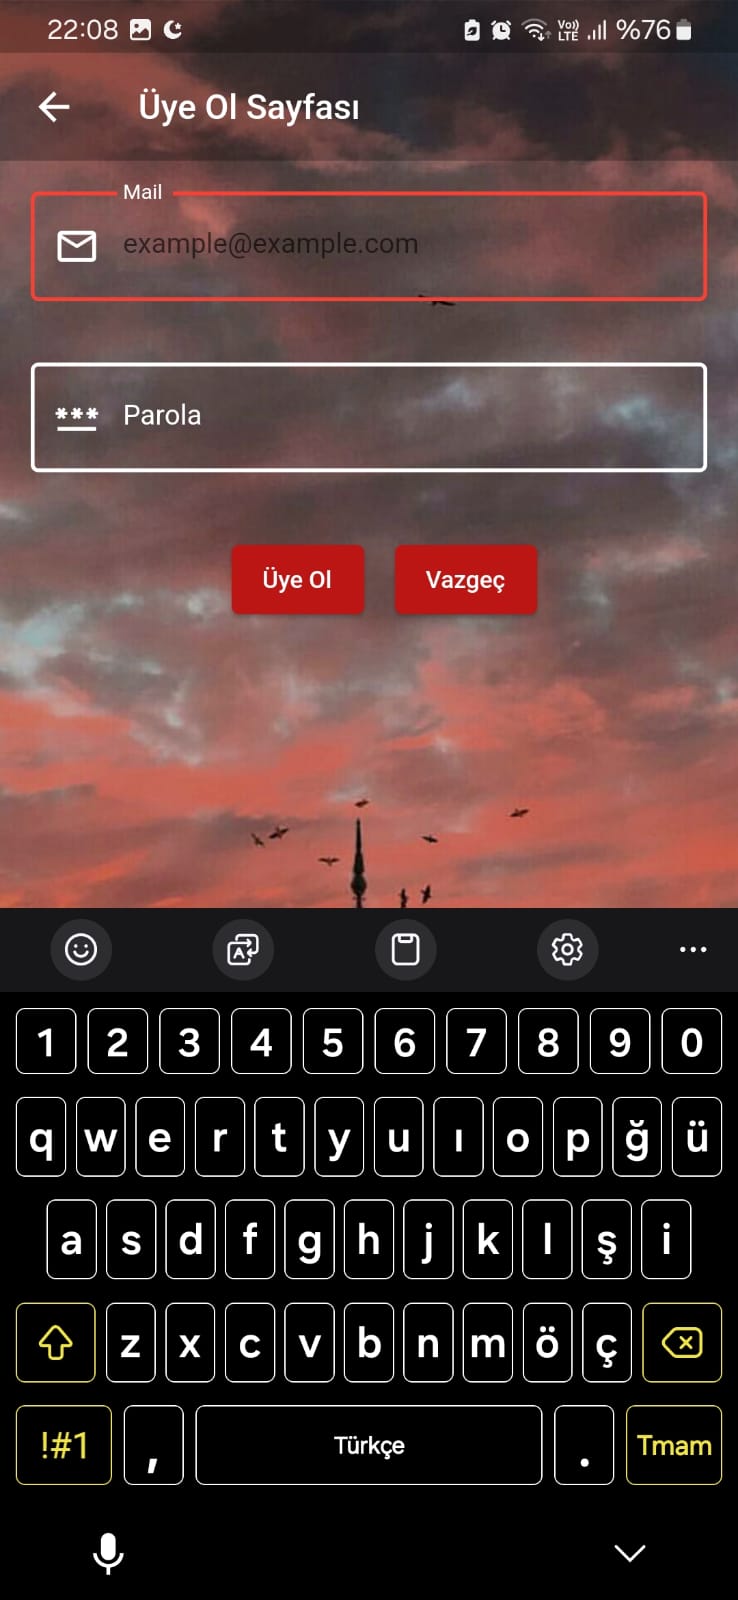 22:08 Vo)) LTE %76
Üye Ol Sayfası
Mail
example@example.com
*** Parola
Üye Ol Vazgeç
1 2 3 4 5 6 7 8 9 0
q w e r t y u ı o p ğ ü
a s d f g h j k l ş i
z x c v b n m ö ç
!#1 , Türkçe . Tmam